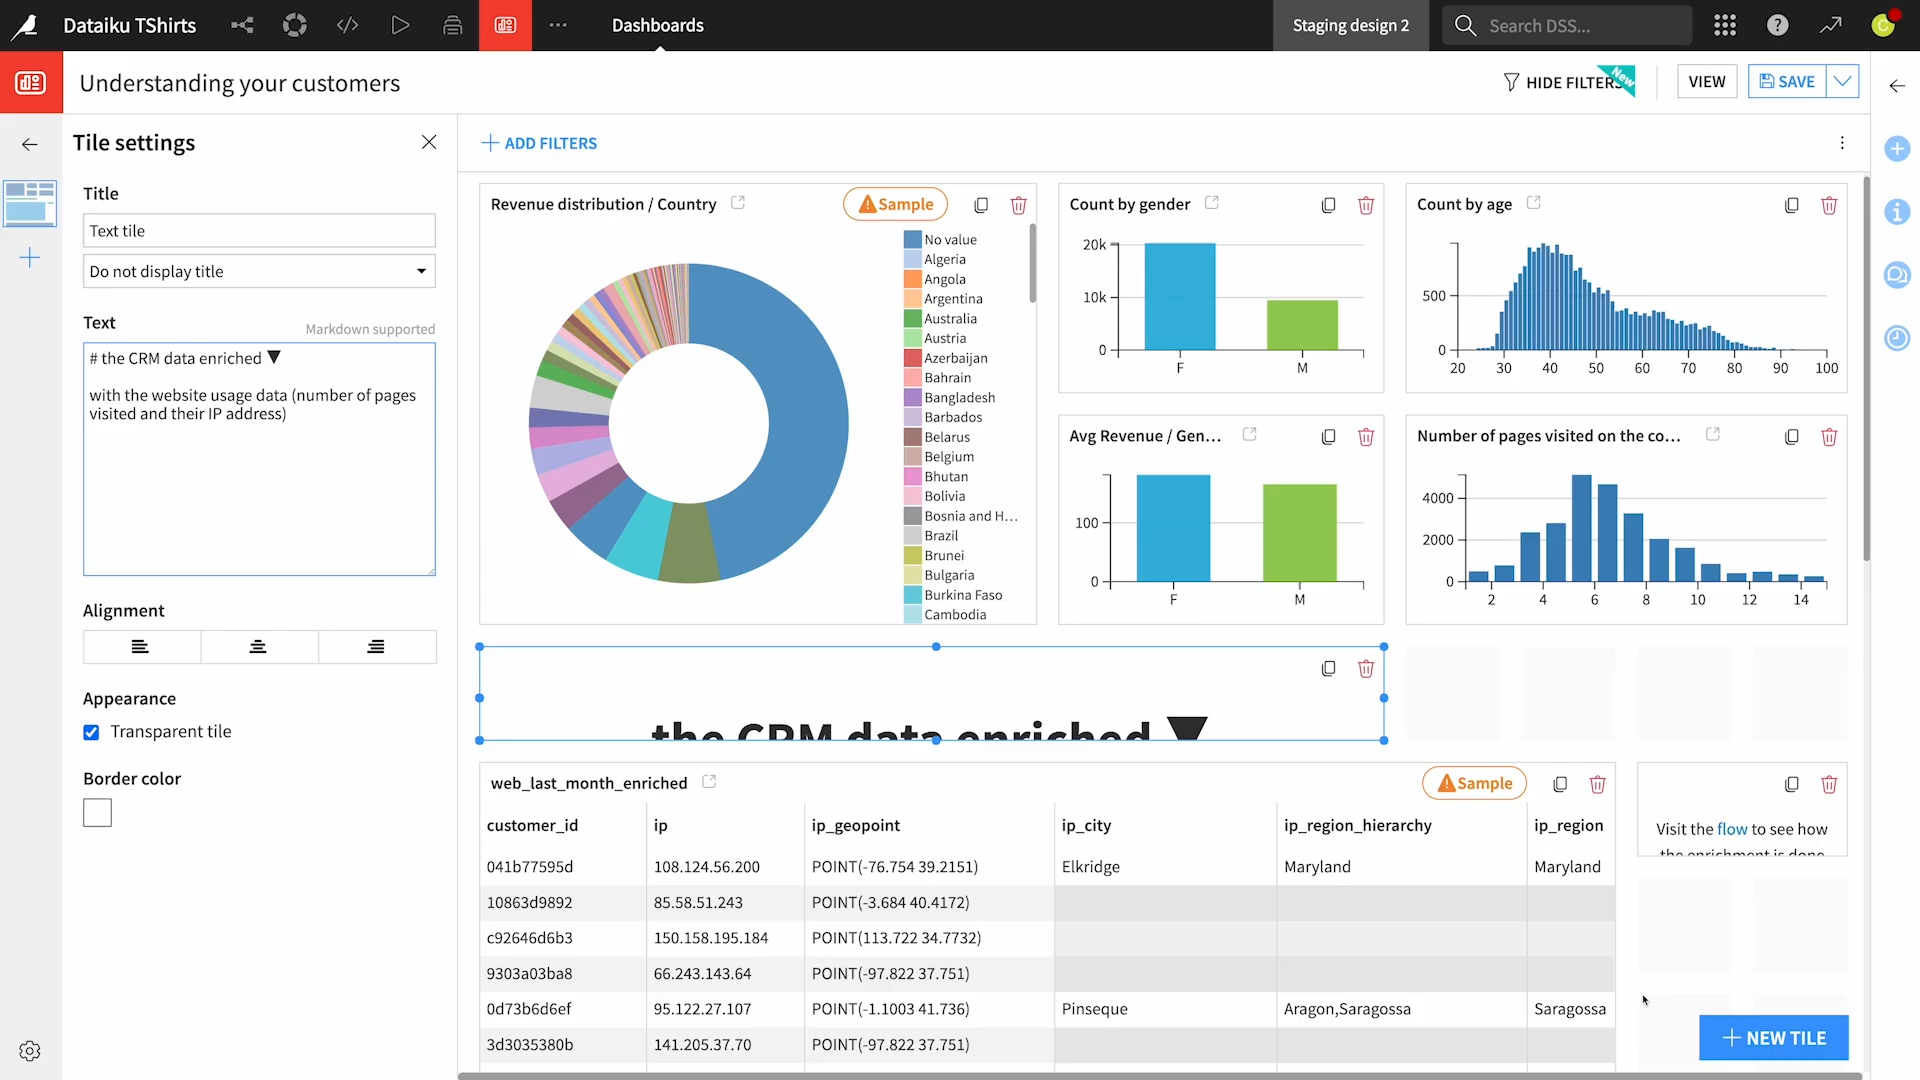 Dataiku TShirts
Dashboards
Staging design 2
Search DSS...
C
Understanding your customers
HIDE FILTERS
New
VIEW
SAVE
Tile settings
Title
Text tile
Do not display title
Text
Markdown supported
# the CRM data enriched ▼
with the website usage data (number of pages
visited and their IP address)
Alignment
Appearance
Transparent tile
Border color
ADD FILTERS
Revenue distribution / Country
Sample
No value
Algeria
Angola
Argentina
Australia
Austria
Azerbaijan
Bahrain
Bangladesh
Barbados
Belarus
Belgium
Bhutan
Bolivia
Bosnia and H...
Brazil
Brunei
Bulgaria
Burkina Faso
Cambodia
Count by gender
20k
10k
0
F M
Count by age
500
0
20 30 40 50 60 70 80 90 100
Avg Revenue / Gen...
100
0
F M
Number of pages visited on the co...
4000
2000
0
2 4 6 8 10 12 14
the CRM data enriched ▼
web_last_month_enriched
Sample
customer_id ip ip_geopoint ip_city ip_region_hierarchy ip_region
041b77595d 108.124.56.200 POINT(-76.754 39.2151) Elkridge Maryland Maryland
10863d9892 85.58.51.243 POINT(-3.684 40.4172)
c92646d6b3 150.158.195.184 POINT(113.722 34.7732)
9303a03ba8 66.243.143.64 POINT(-97.822 37.751)
0d73b6d6ef 95.122.27.107 POINT(-1.1003 41.736) Pinseque Aragon,Saragossa Saragossa
3d3035380b 141.205.37.70 POINT(-97.822 37.751)
Visit the flow to see how
the enrichment is done
NEW TILE